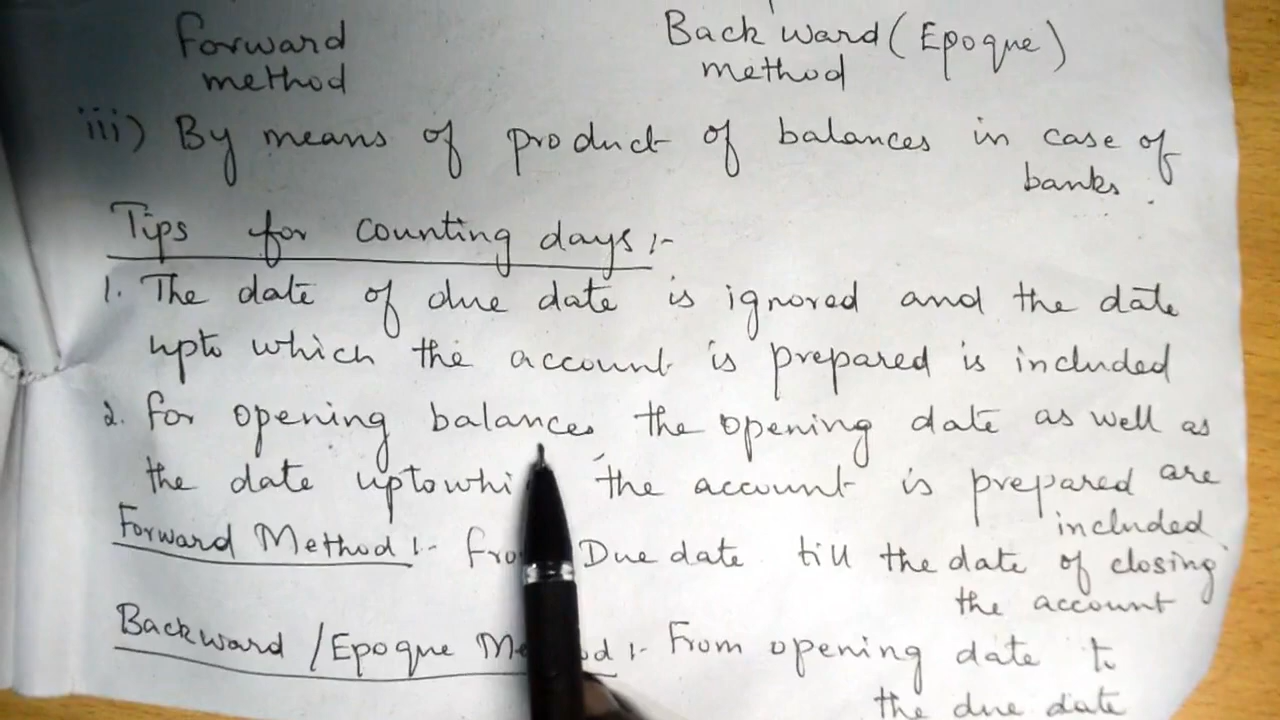 Forward Backward (Epoque)
method method
iii) By means of product of balances in case of
banks.
Tips for counting days :-
1. The date of due date is ignored and the date
upto which the account is prepared is included
2. For opening balances, the opening date as well as
the date upto whi the account is prepared are
included
Forward Method :- Fro Due date till the date of closing
the account
Backward /Epoque Me od :- From opening date to
the due date